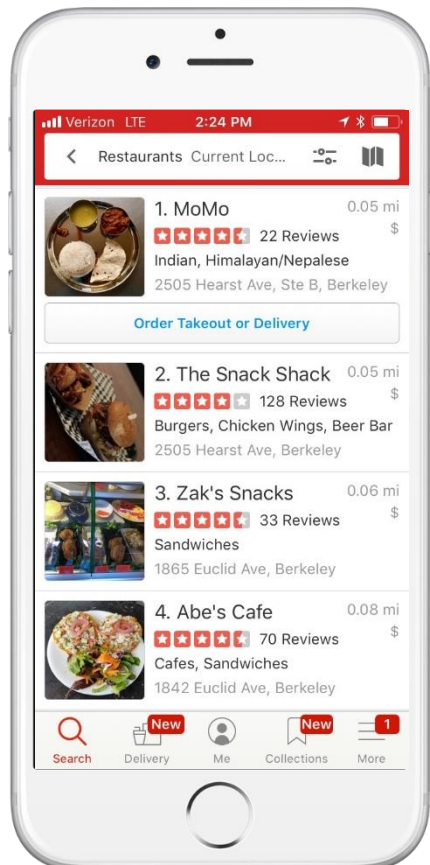 Verizon LTE 2:24 PM
Restaurants Current Loc...
1. MoMo 0.05 mi
22 Reviews $
Indian, Himalayan/Nepalese
2505 Hearst Ave, Ste B, Berkeley
Order Takeout or Delivery
2. The Snack Shack 0.05 mi
128 Reviews $
Burgers, Chicken Wings, Beer Bar
2505 Hearst Ave, Berkeley
3. Zak's Snacks 0.06 mi
33 Reviews $
Sandwiches
1865 Euclid Ave, Berkeley
4. Abe's Cafe 0.08 mi
70 Reviews $
Cafes, Sandwiches
1842 Euclid Ave, Berkeley
New New 1
Search Delivery Me Collections More